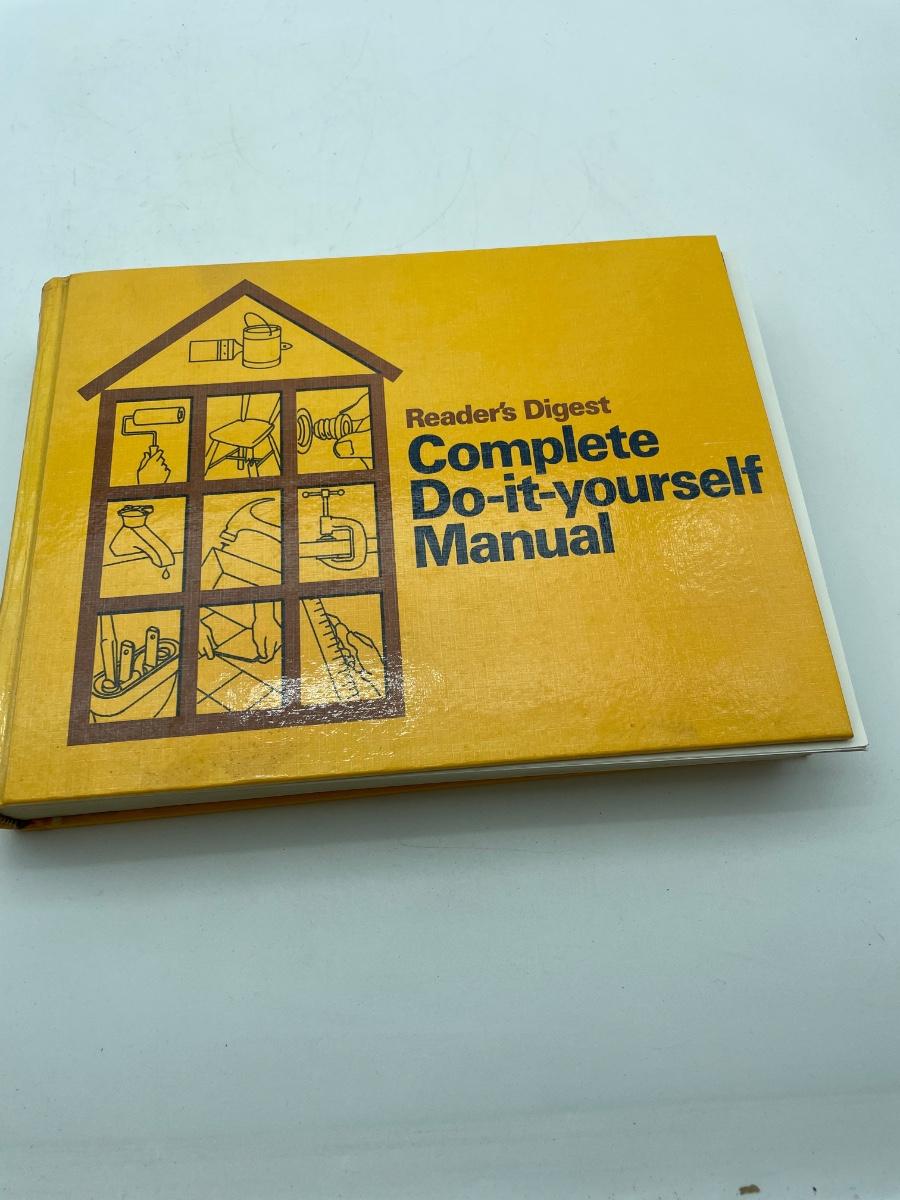 Reader's Digest
Complete
Do-it-yourself
Manual